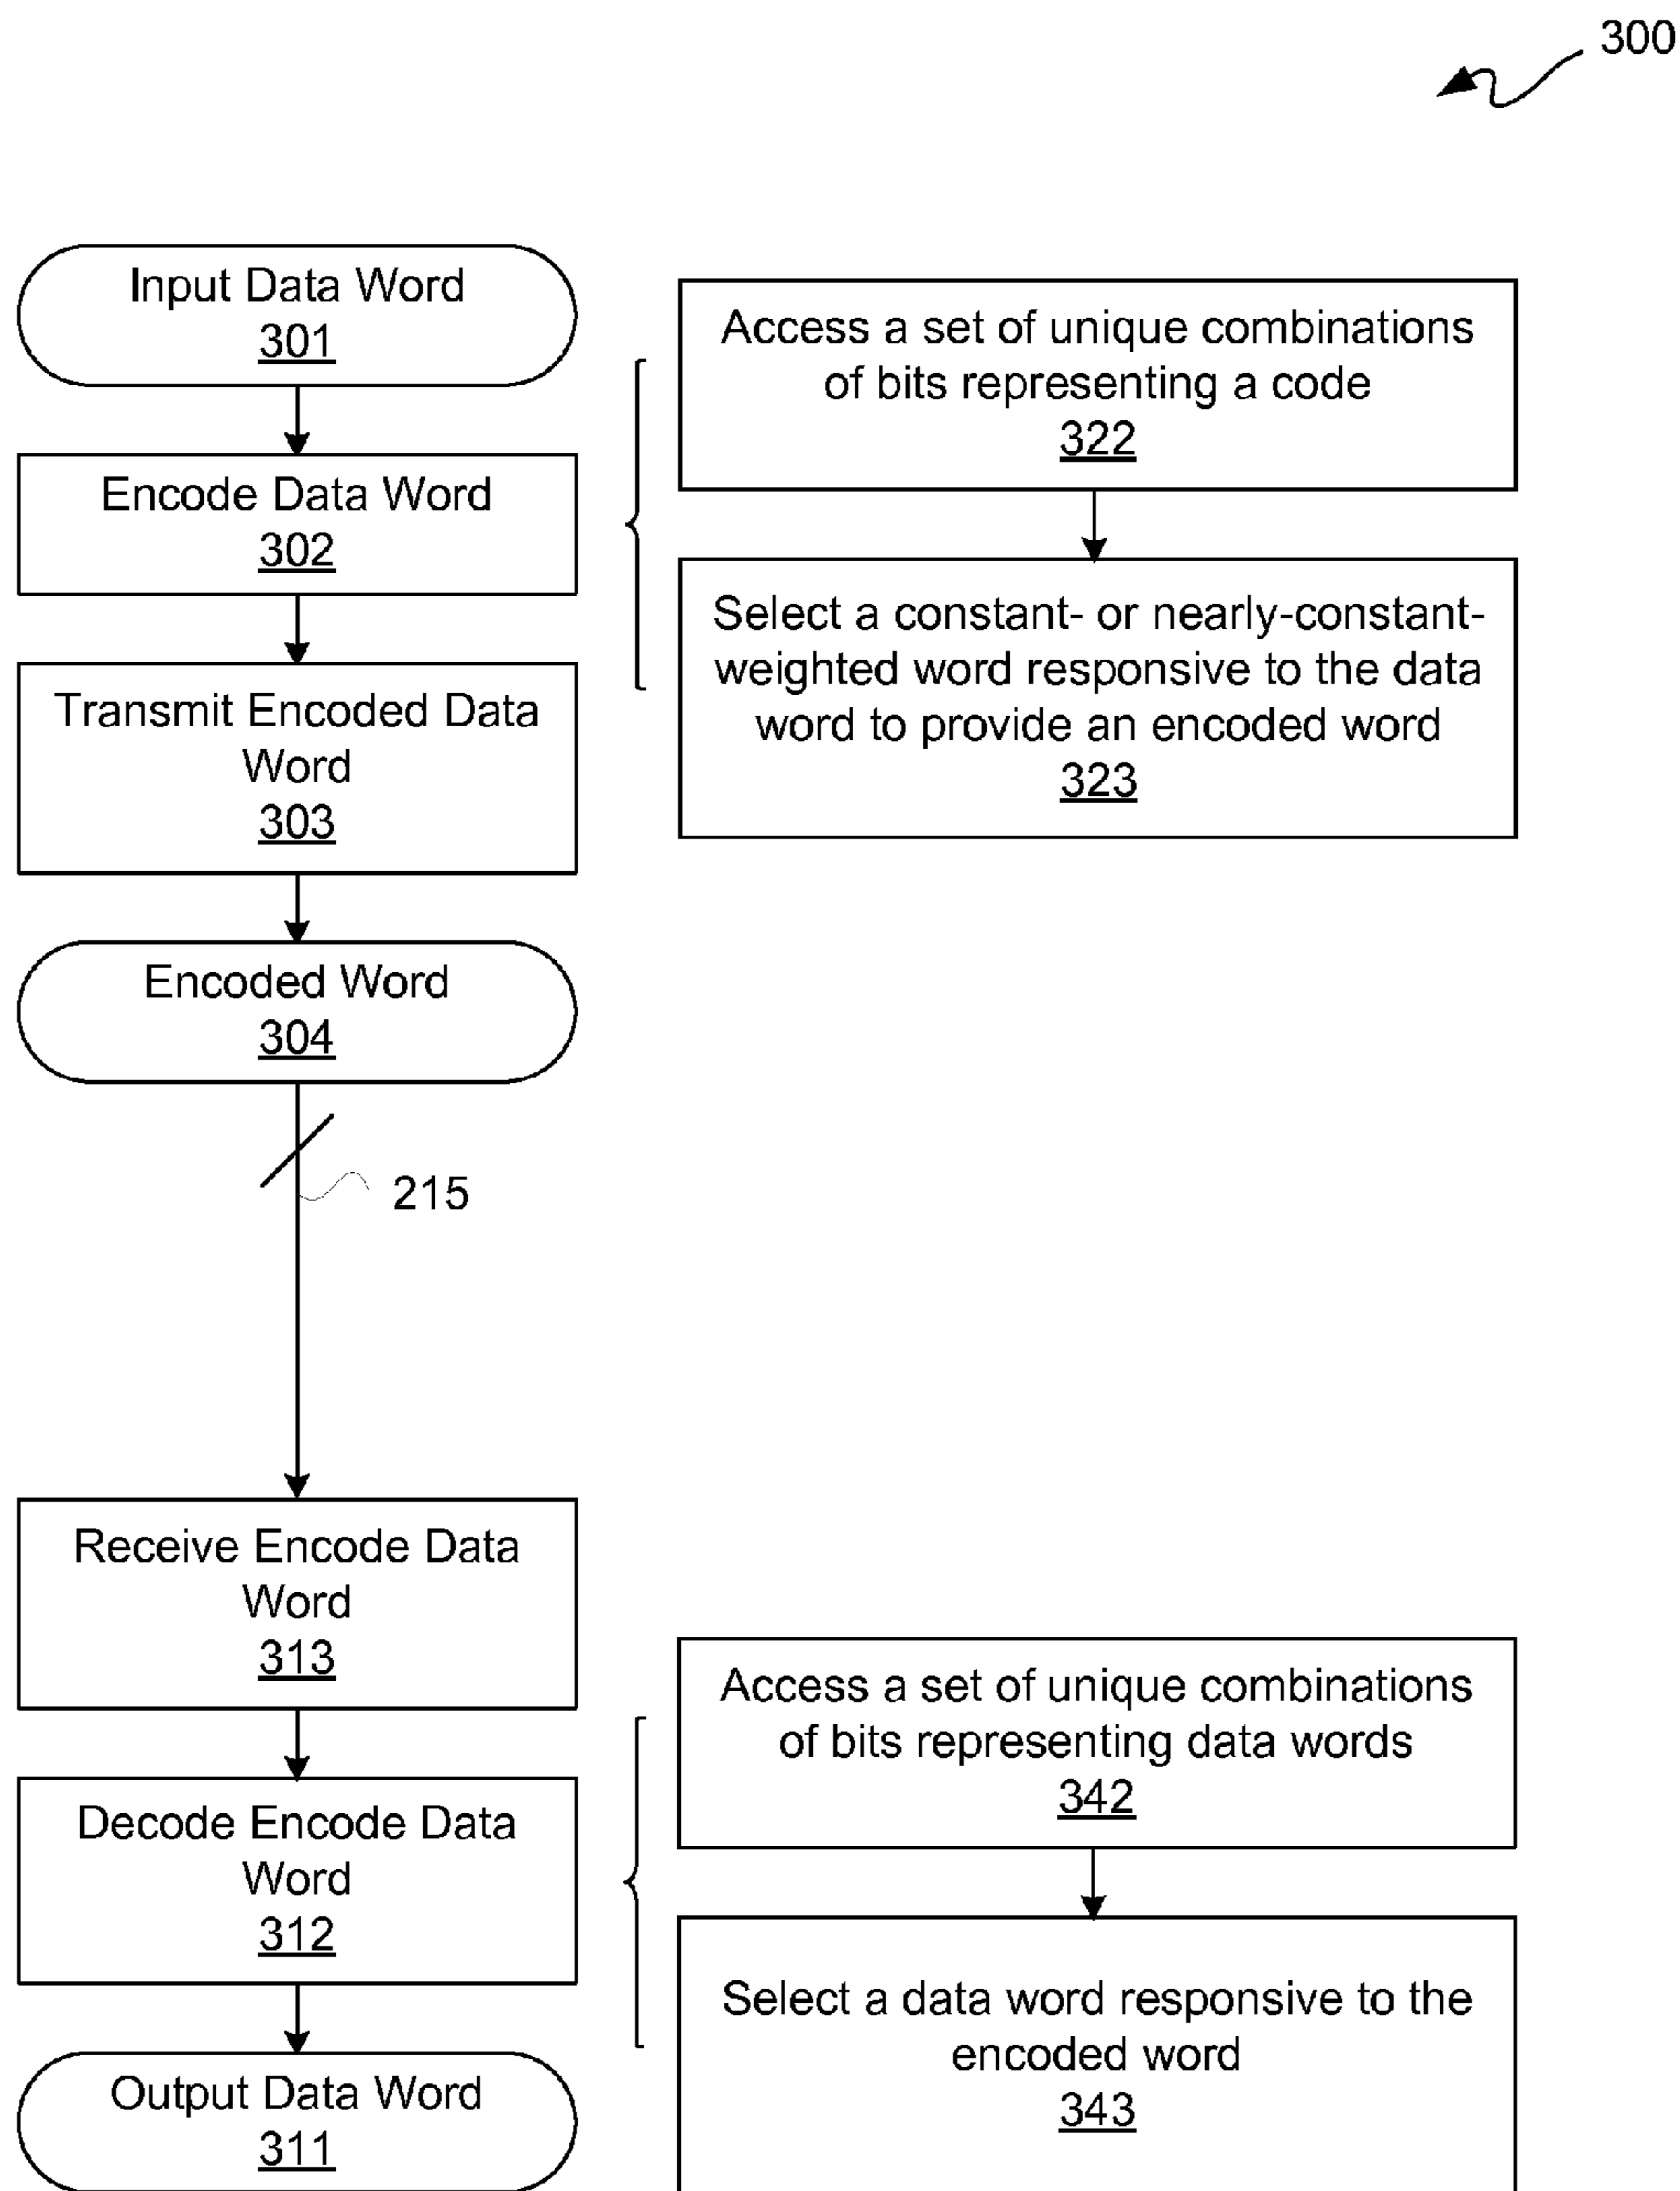 300
Input Data Word
301
Encode Data Word
302
Transmit Encoded Data
Word
303
Encoded Word
304
215
Receive Encode Data
Word
313
Decode Encode Data
Word
312
Output Data Word
311
Access a set of unique combinations
of bits representing a code
322
Select a constant- or nearly-constant-
weighted word responsive to the data
word to provide an encoded word
323
Access a set of unique combinations
of bits representing data words
342
Select a data word responsive to the
encoded word
343